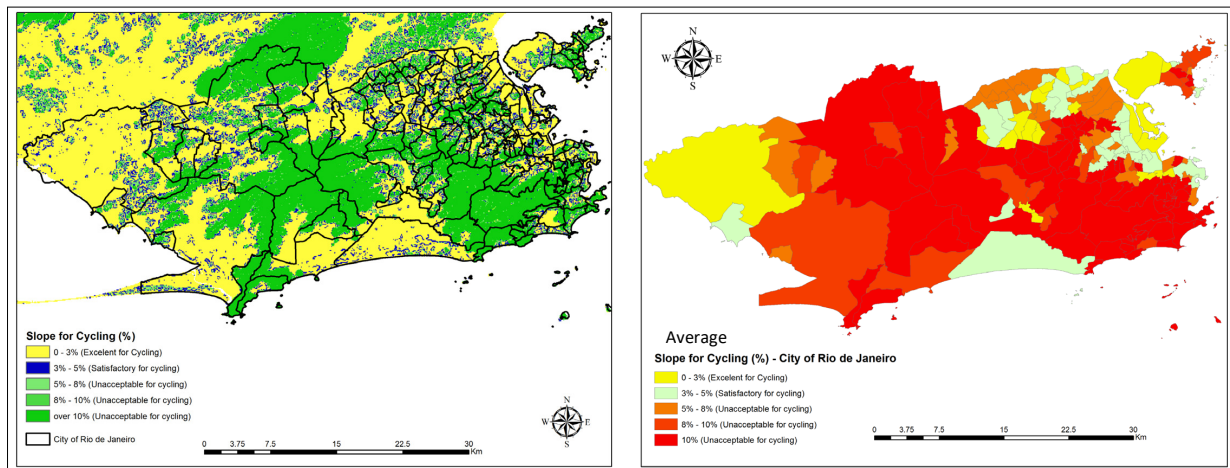 Slope for Cycling (%)
0 - 3% (Excelent for Cycling)
3% - 5% (Satisfactory for cycling)
5% - 8% (Unacceptable for cycling)
8% - 10% (Unacceptable for cycling)
over 10% (Unacceptable for cycling)
City of Rio de Janeiro
N
W E
S
0 3.75 7.5 15 22.5 30
Km
N
W E
S
Average
Slope for Cycling (%) - City of Rio de Janeiro
0 - 3% (Excellent for Cycling)
3% - 5% (Satisfactory for cycling)
5% - 8% (Unacceptable for cycling)
8% - 10% (Unacceptable for cycling)
10% (Unacceptable for cycling)
0 3.75 7.5 15 22.5 30
Km